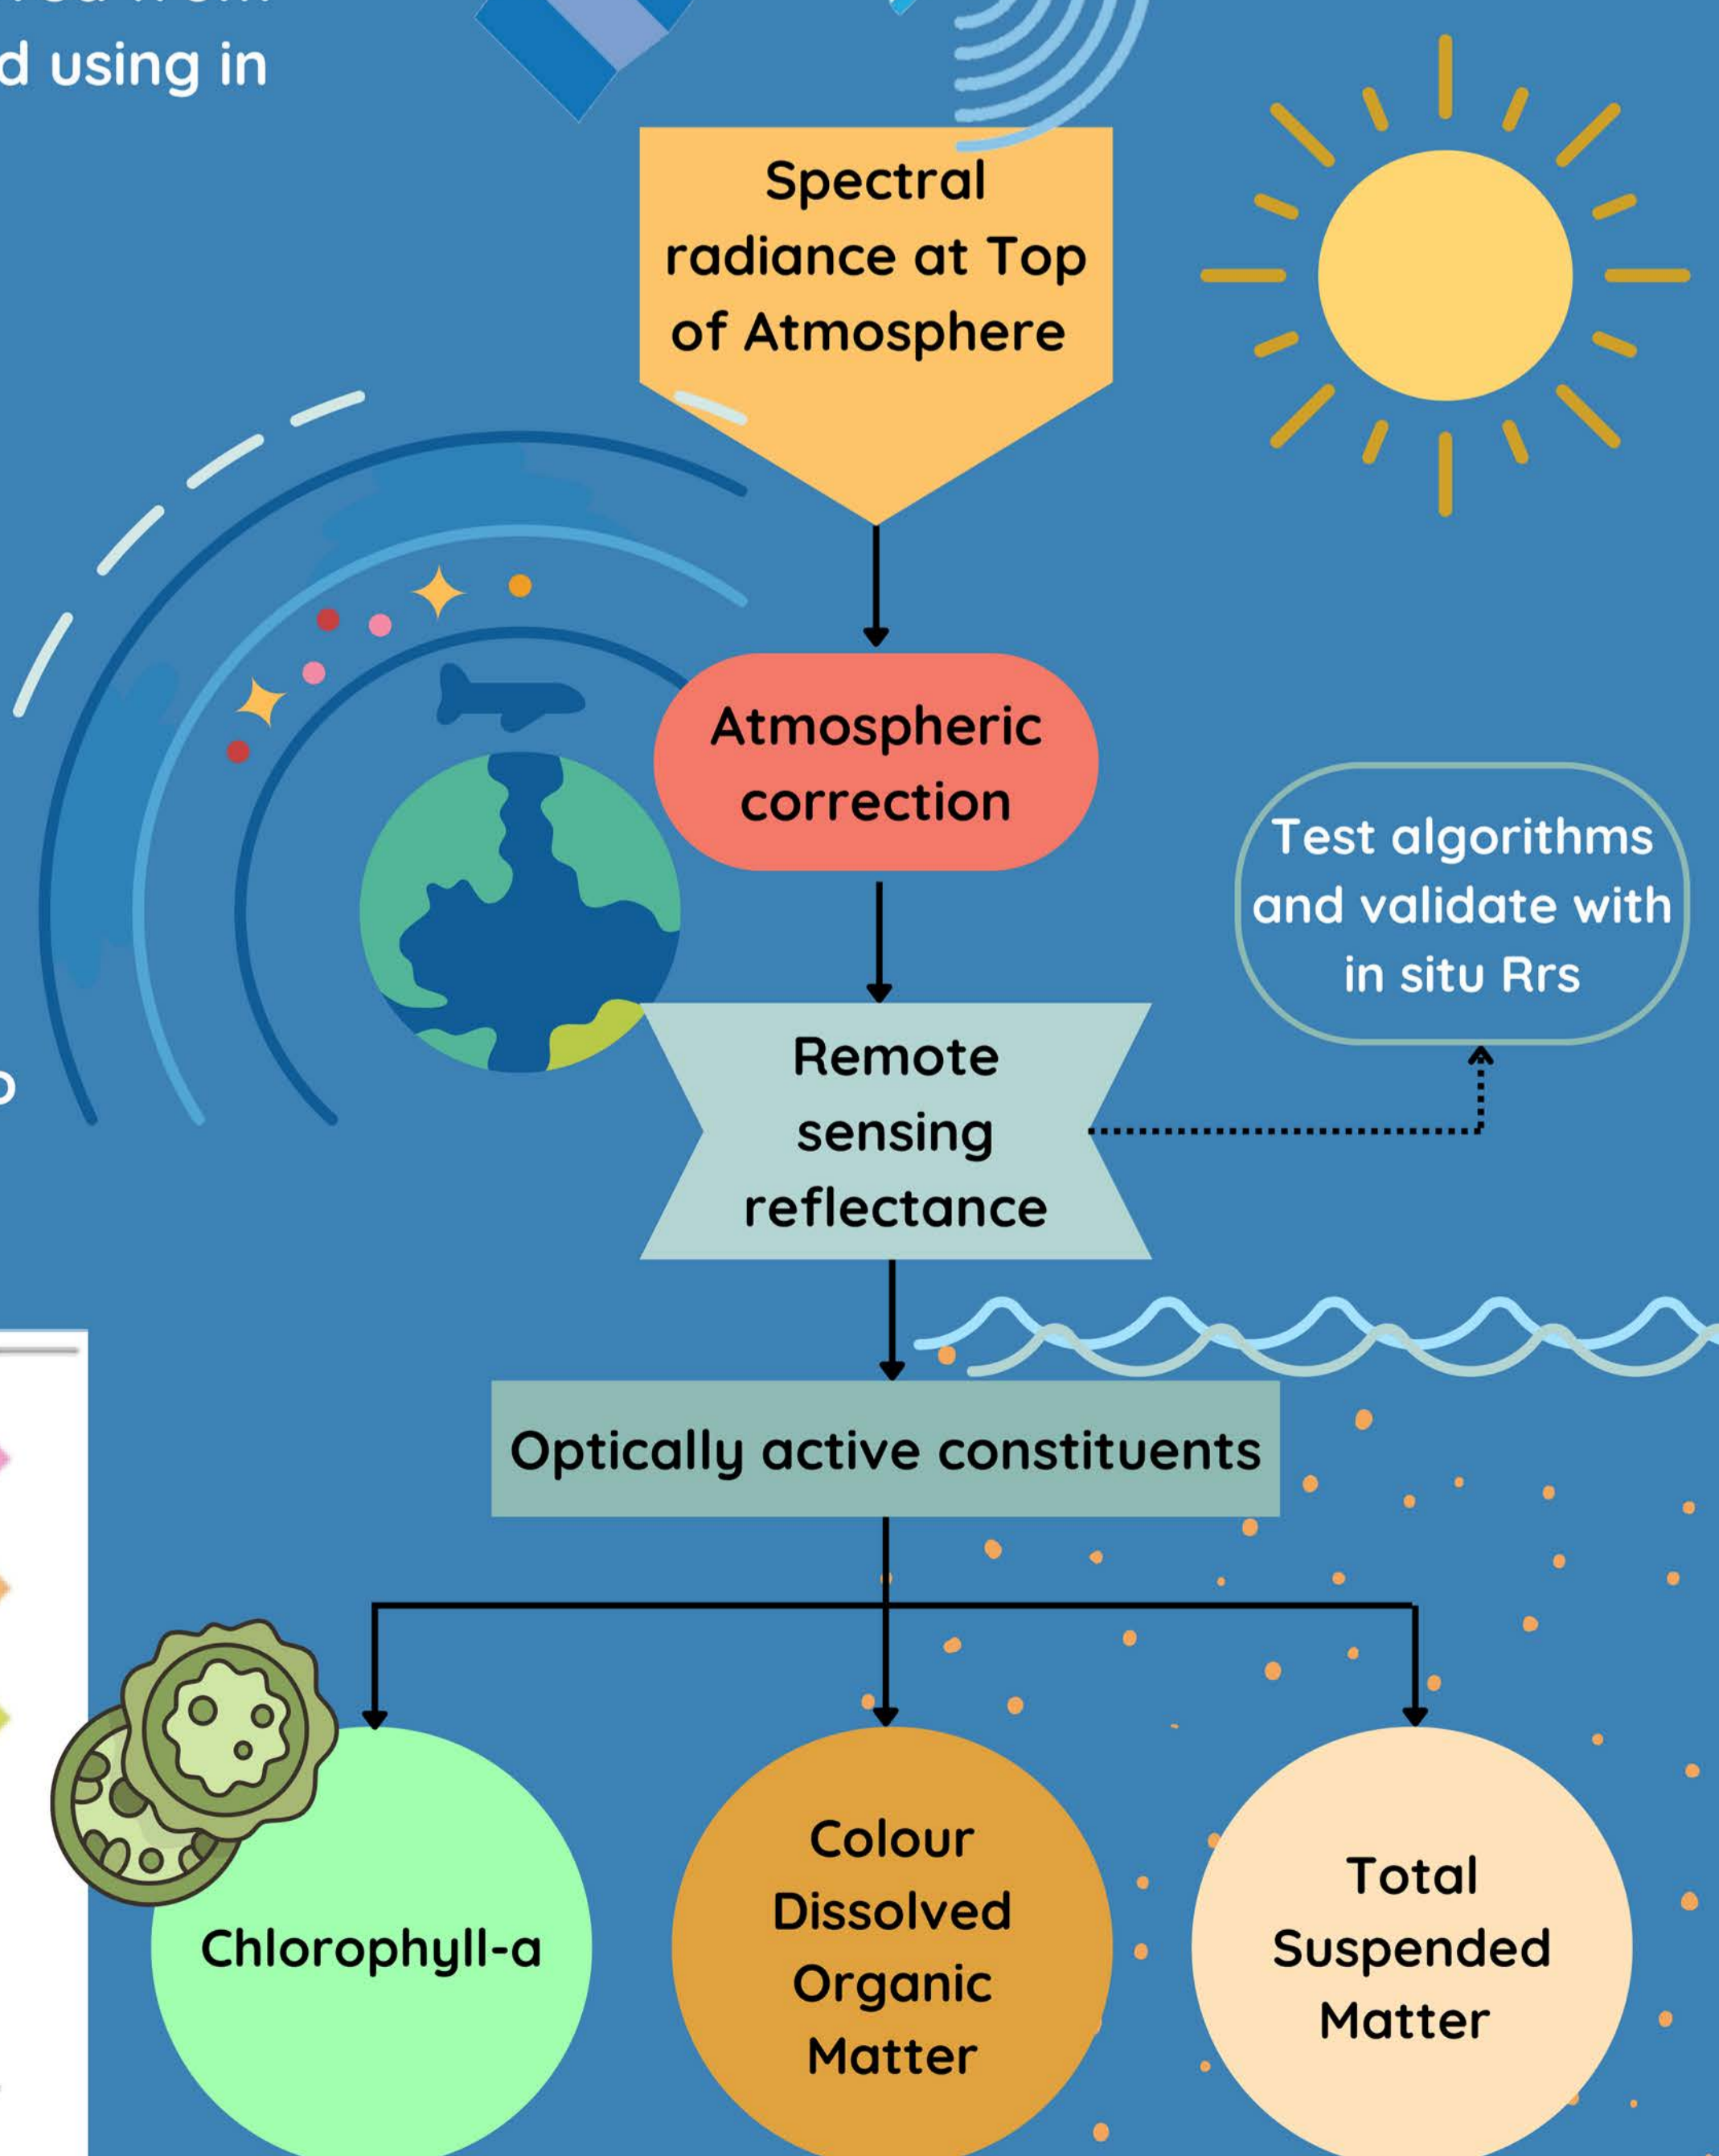 d using in
Spectral
radiance at Top
of Atmosphere
Atmospheric
correction
Test algorithms
and validate with
in situ Rrs
Remote
sensing
reflectance
Optically active constituents
Chlorophyll-a
Colour
Dissolved
Organic
Matter
Total
Suspended
Matter